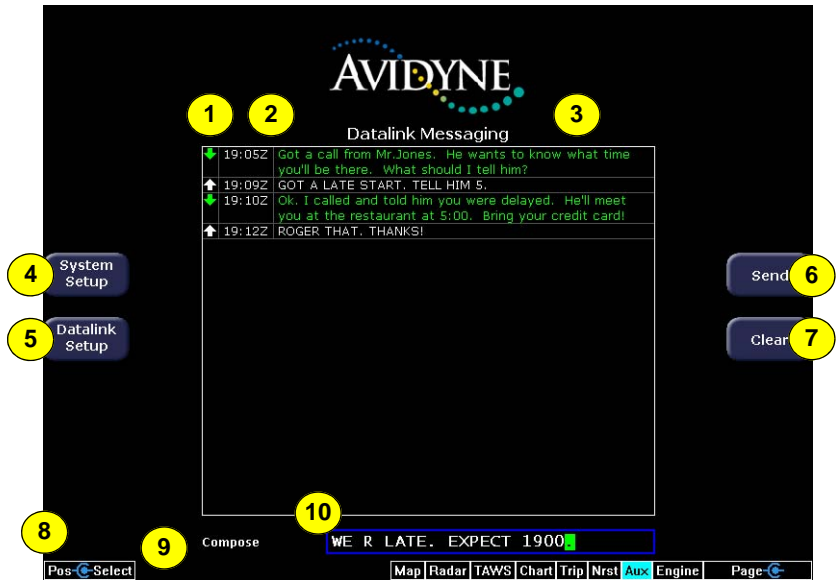 AVIDYNE
1 2 3
Datalink Messaging
19:05Z Got a call from Mr.Jones. He wants to know what time
you'll be there. What should I tell him?
19:09Z GOT A LATE START. TELL HIM 5.
19:10Z Ok. I called and told him you were delayed. He'll meet
you at the restaurant at 5:00. Bring your credit card!
19:12Z ROGER THAT. THANKS!
4 System
Setup
Send 6
5 Datalink
Setup
Clear 7
10
8
9 Compose WE R LATE. EXPECT 1900.
Pos Select Map Radar TAWS Chart Trip Nrst Aux Engine Page